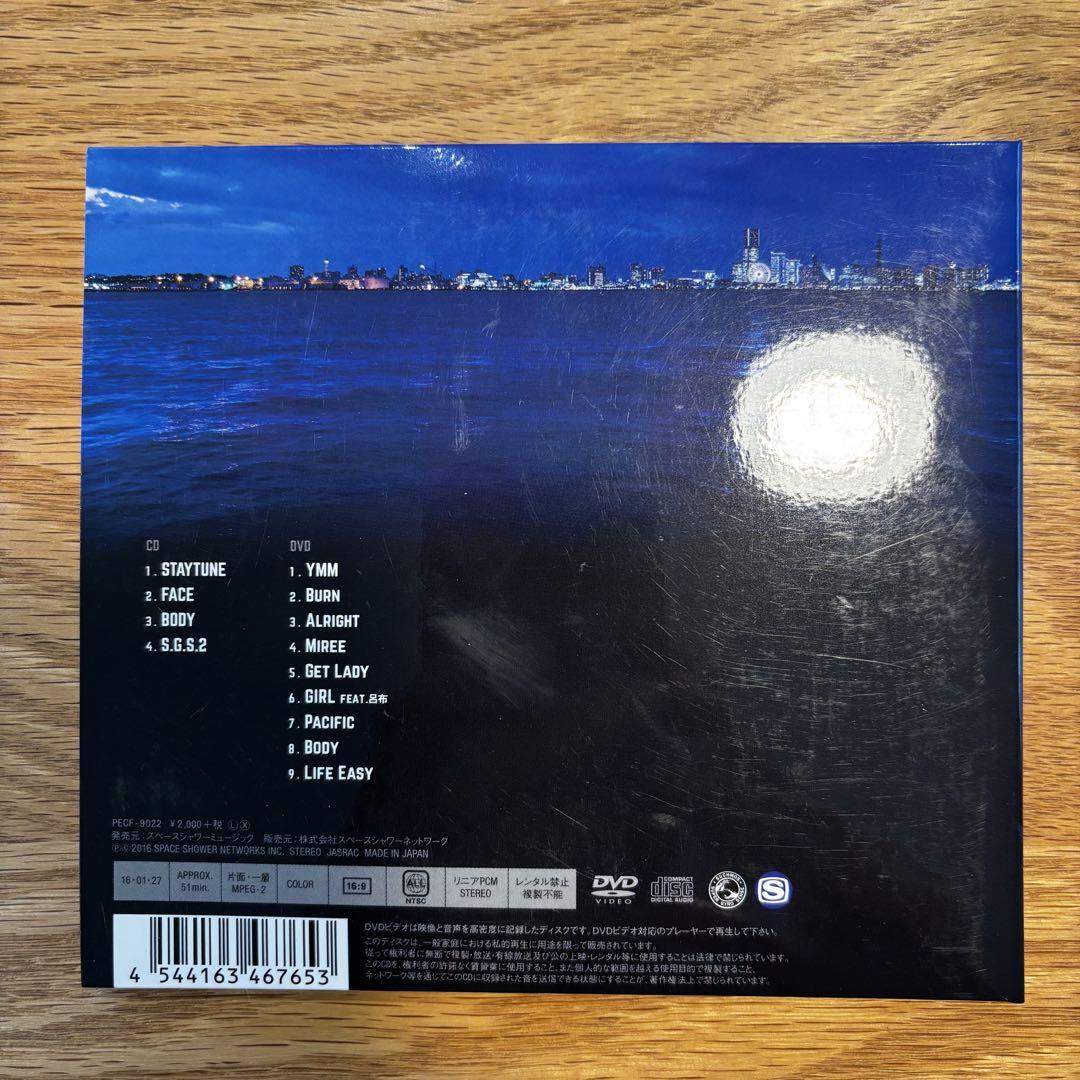 CD
1. STAYTUNE
2. FACE
3. BODY
4. S.G.S.2
DVD
1. YMM
2. BURN
3. ALRIGHT
4. MIREE
5. GET LADY
6. GIRL FEAT.呂布
7. PACIFIC
8. BODY
9. LIFE EASY
PECF-9022 ¥2,000+税 Ⓛ Ⓧ
発売元:スペースシャワーミュージック 販売元:株式会社スペースシャワーネットワーク
Ⓟ©2016 SPACE SHOWER NETWORKS INC. STEREO JASRAC MADE IN JAPAN
16・01・27
APPROX.
51min.
片面・一層
MPEG-2
COLOR
16:9
ALL
NTSC
リニアPCM
STEREO
レンタル禁止
複製不能
DVD
VIDEO
COMPACT
disc
DIGITAL AUDIO
SUCHMOS
S
4 544163 467653
DVDビデオは映像と音声を高密度に記録したディスクです。DVDビデオ対応のプレーヤーで再生して下さい。
このディスクは、一般家庭における私的再生に用途を限って販売されています。
従って権利者に無断で複製・放送・有線放送及び公の上映・レンタル等に使用することは法律で禁じられています。
このCDを、権利者の許諾なく賃貸業に使用すること、また個人的な範囲を越える使用目的で複製すること、
ネットワーク等を通じてこのCDに収録された音を送信できる状態にすることが、著作権法上で禁じられています。